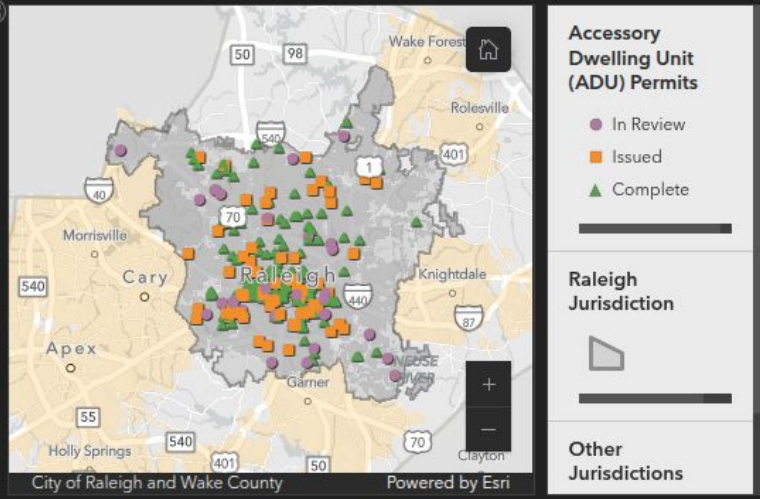 Wake Forest
50
98
Rolesville
540
401
1
40
70
Morrisville
540
Cary
Raleigh
Knightdale
440
87
Apex
NEUSE
RIVER
Garner
55
540
70
Holly Springs
401
50
Clayton
+
−
City of Raleigh and Wake County
Powered by Esri
Accessory
Dwelling Unit
(ADU) Permits
In Review
Issued
Complete
Raleigh
Jurisdiction
Other
Jurisdictions